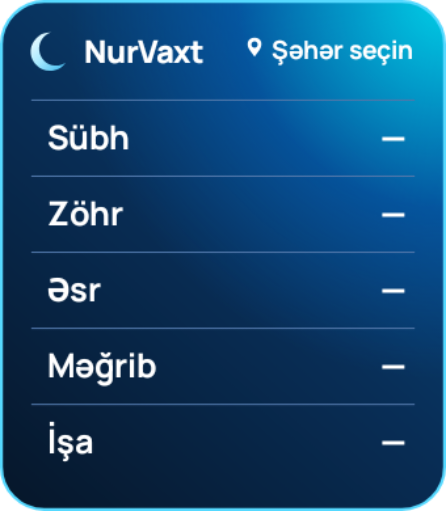 NurVaxt Şəhər seçin
Sübh —
Zöhr —
Əsr —
Məğrib —
İşa —